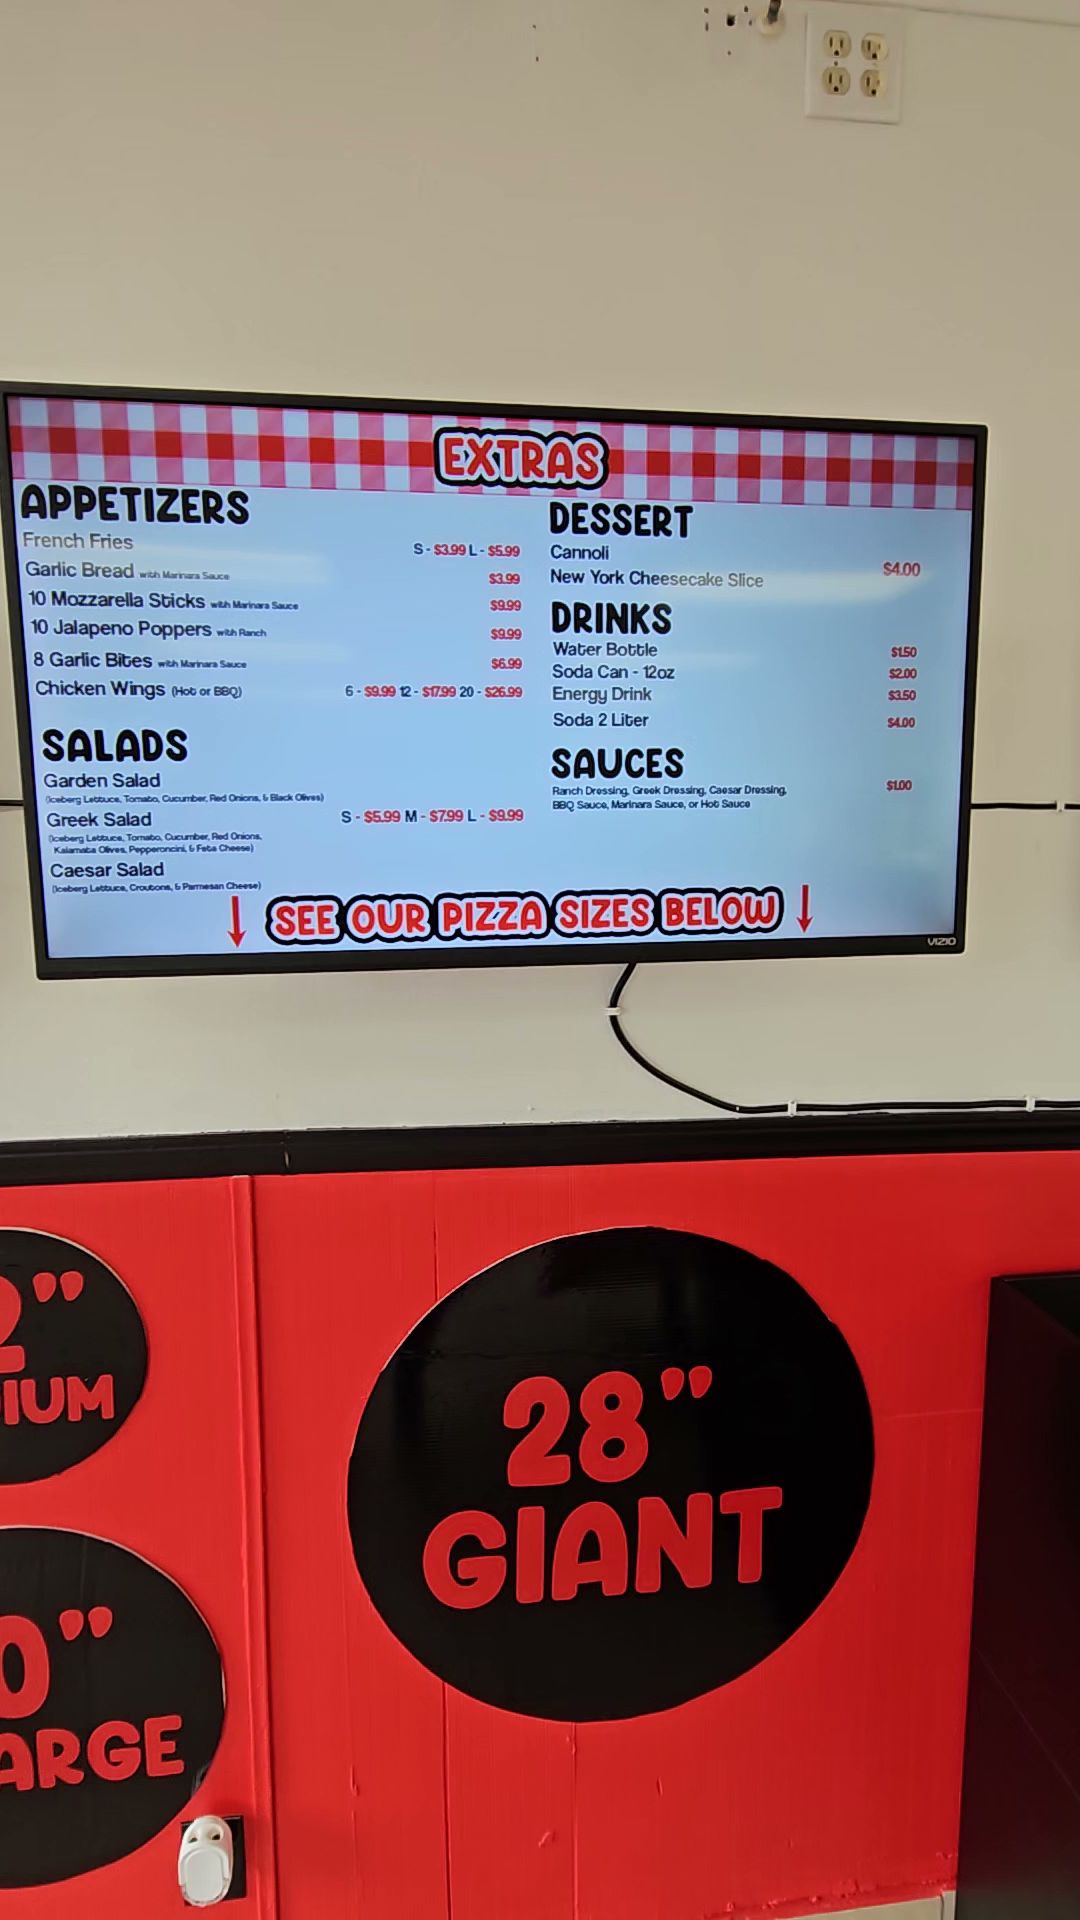 EXTRAS
APPETIZERS
French Fries S - $3.99 L - $5.99
Garlic Bread with Marinara Sauce $3.99
10 Mozzarella Sticks with Marinara Sauce $9.99
10 Jalapeno Poppers with Ranch $9.99
8 Garlic Bites with Marinara Sauce $6.99
Chicken Wings (Hot or BBQ) 6 - $9.99 12 - $17.99 20 - $26.99
SALADS
Garden Salad
(Iceberg Lettuce, Tomato, Cucumber, Red Onions, & Black Olives)
Greek Salad S - $5.99 M - $7.99 L - $9.99
(Iceberg Lettuce, Tomato, Cucumber, Red Onions,
Kalamata Olives, Pepperoncini, & Feta Cheese)
Caesar Salad
(Iceberg Lettuce, Croutons, & Parmesan Cheese)
DESSERT
Cannoli
$4.00
New York Cheesecake Slice
DRINKS
Water Bottle $1.50
Soda Can - 12oz $2.00
Energy Drink $3.50
Soda 2 Liter $4.00
SAUCES
Ranch Dressing, Greek Dressing, Caesar Dressing, $1.00
BBQ Sauce, Marinara Sauce, or Hot Sauce
SEE OUR PIZZA SIZES BELOW
VIZIO
2"
DIUM
0"
ARGE
28"
GIANT